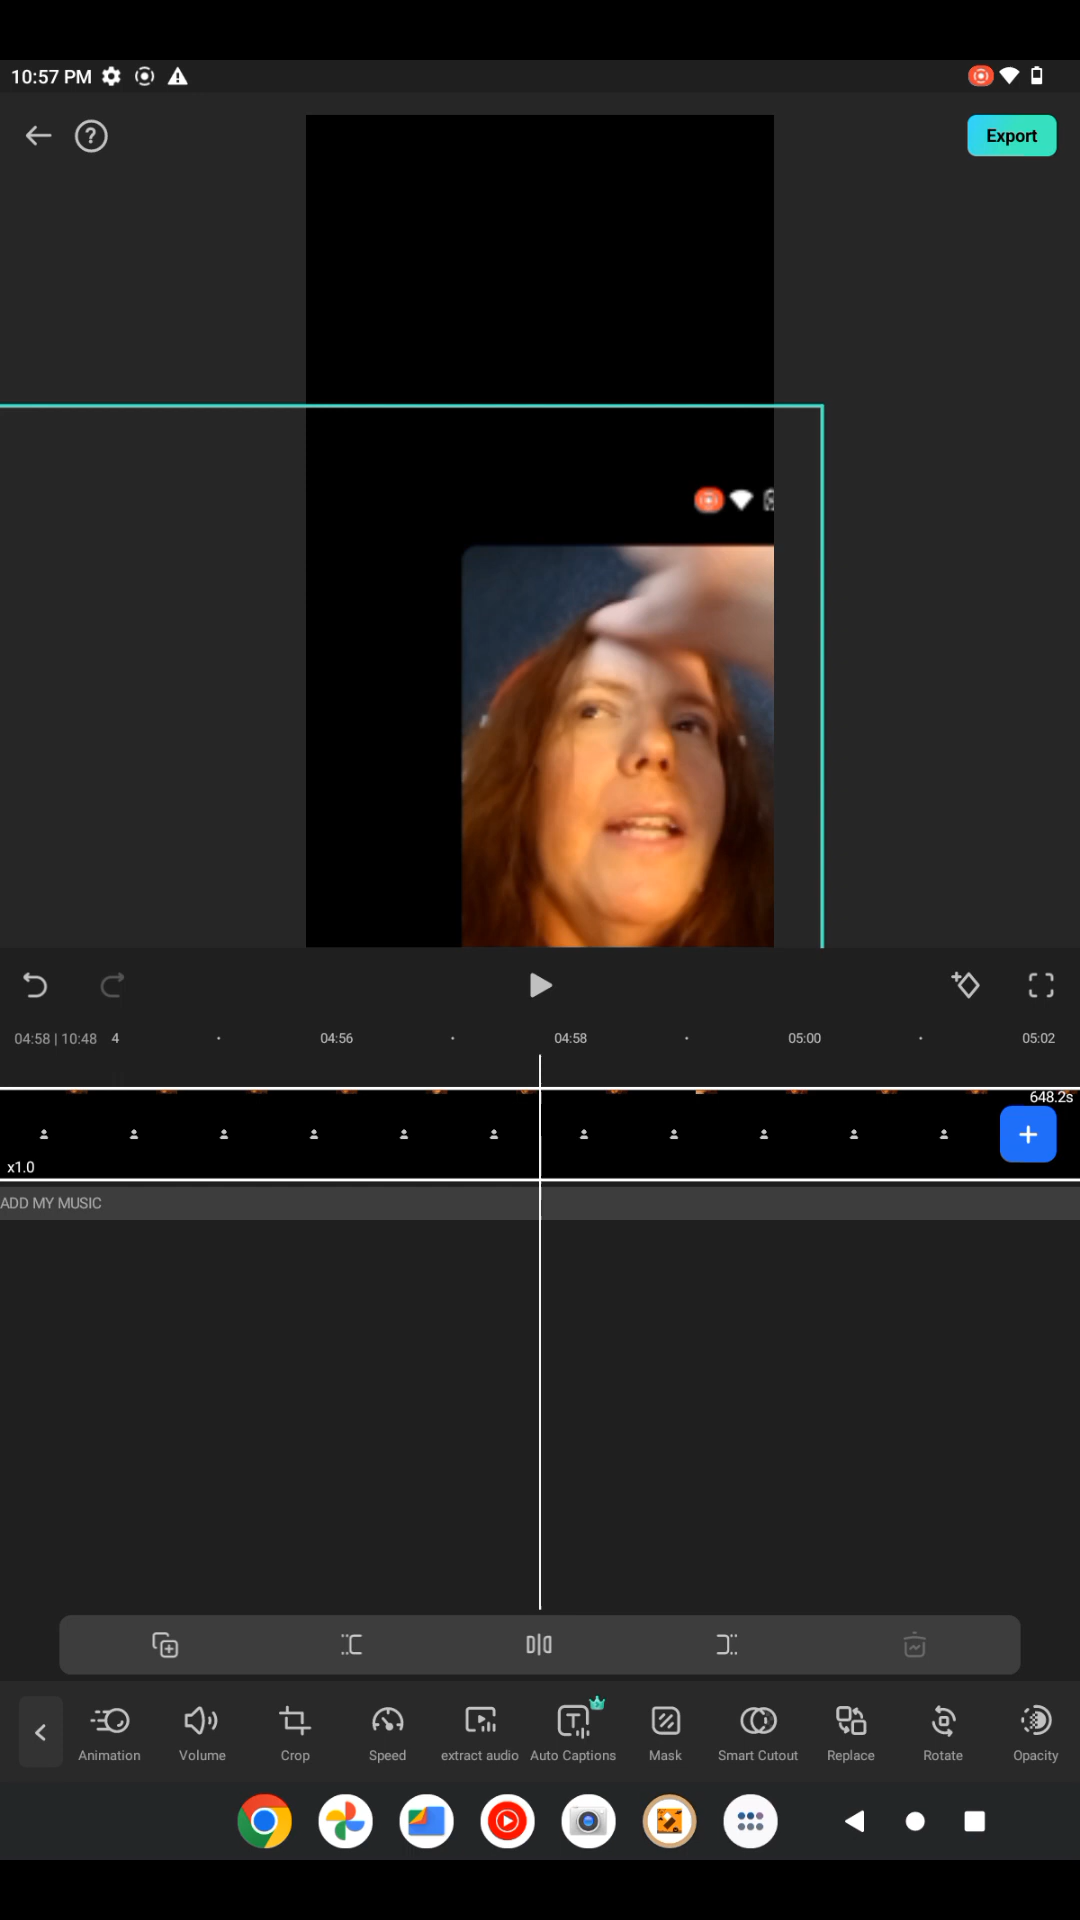 10:57 PM
Export
04:58 | 10:48
4
04:56
04:58
05:00
05:02
648.2s
x1.0
ADD MY MUSIC
Animation
Volume
Crop
Speed
extract audio
Auto Captions
Mask
Smart Cutout
Replace
Rotate
Opacity